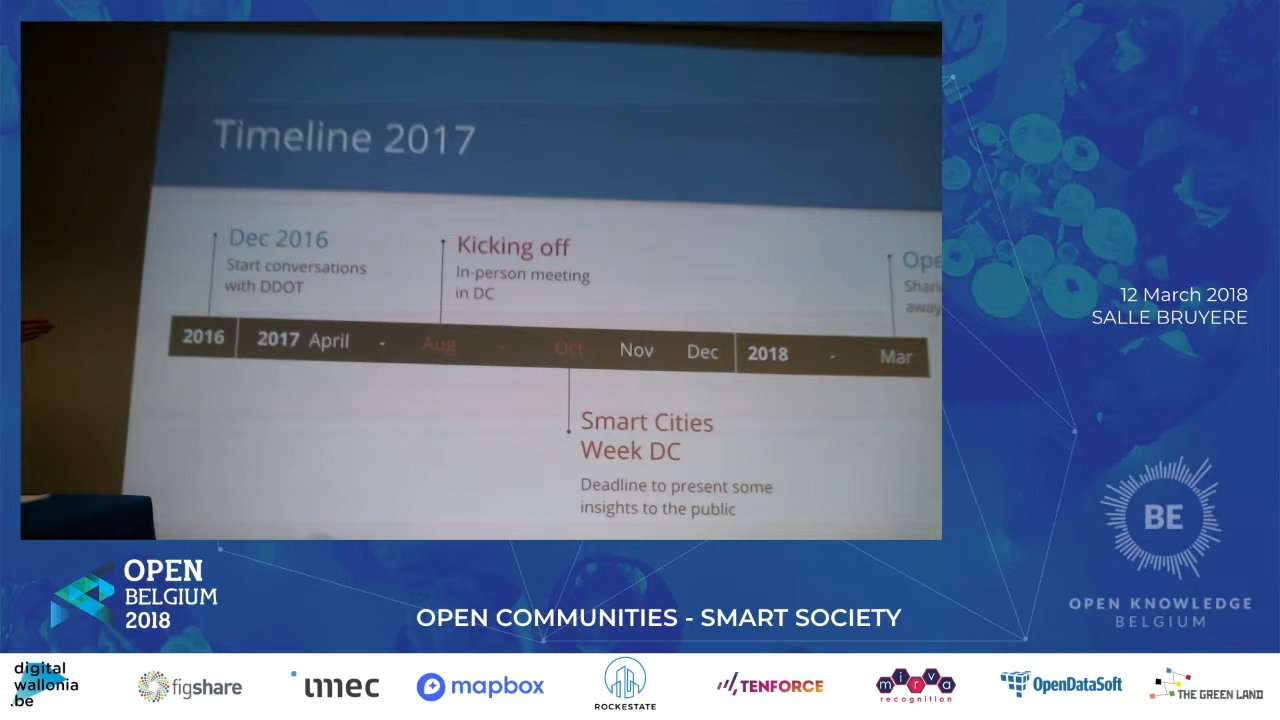 Timeline 2017
Dec 2016
Start conversations
with DDOT
Kicking off
In-person meeting
in DC
2016 2017 April - Aug - Oct Nov Dec 2018 - Mar
Smart Cities
Week DC
Deadline to present some
insights to the public
12 March 2018
SALLE BRUYERE
BE
OPEN KNOWLEDGE
BELGIUM
OPEN
BELGIUM
2018
OPEN COMMUNITIES - SMART SOCIETY
digital
wallonia
.be
figshare
imec
mapbox
ROCKESTATE
TENFORCE
mirva
recognition
OpenDataSoft
THE GREEN LAND